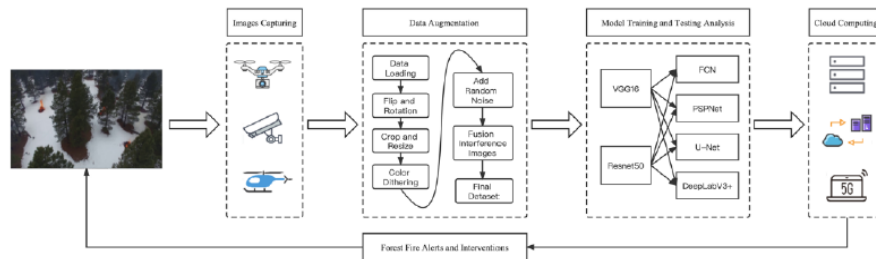 Images Capturing
Data Augmentation
Model Training and Testing Analysis
Cloud Computing
Data
Loading
Flip and
Rotation
Crop and
Resize
Color
Dithering
Add
Random
Noise
Fusion
Interference
Images
Final
Dataset
VGG16
Resnet50
FCN
PSPNet
U-Net
DeepLabV3+
5G
Forest Fire Alerts and Interventions